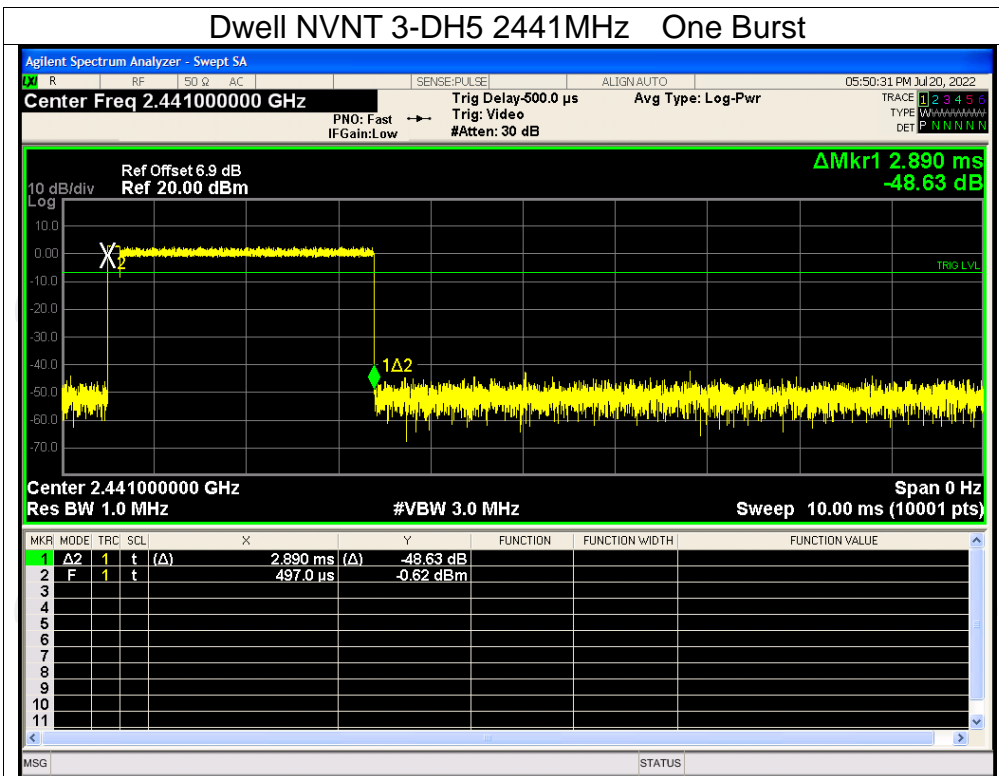 Dwell NVNT 3-DH5 2441MHz One Burst
Agilent Spectrum Analyzer - Swept SA
LXI R RF 50 Ω AC SENSE:PULSE ALIGN AUTO 05:50:31 PM Jul 20, 2022
Center Freq 2.441000000 GHz
PNO: Fast
IFGain:Low
Trig Delay-500.0 µs
Trig: Video
#Atten: 30 dB
Avg Type: Log-Pwr
TRACE 1 2 3 4 5 6
TYPE WWWWWW
DET P N N N N N
ΔMkr1 2.890 ms
-48.63 dB
Ref Offset 6.9 dB
10 dB/div Ref 20.00 dBm
Log
10.0
0.00
-10.0
-20.0
-30.0
-40.0
-50.0
-60.0
-70.0
X2
TRIG LVL
1Δ2
Center 2.441000000 GHz Span 0 Hz
Res BW 1.0 MHz #VBW 3.0 MHz Sweep 10.00 ms (10001 pts)
MKR MODE TRC SCL X Y FUNCTION FUNCTION WIDTH FUNCTION VALUE
1 Δ2 1 t (Δ) 2.890 ms (Δ) -48.63 dB
2 F 1 t 497.0 µs -0.62 dBm
3
4
5
6
7
8
9
10
11
MSG STATUS